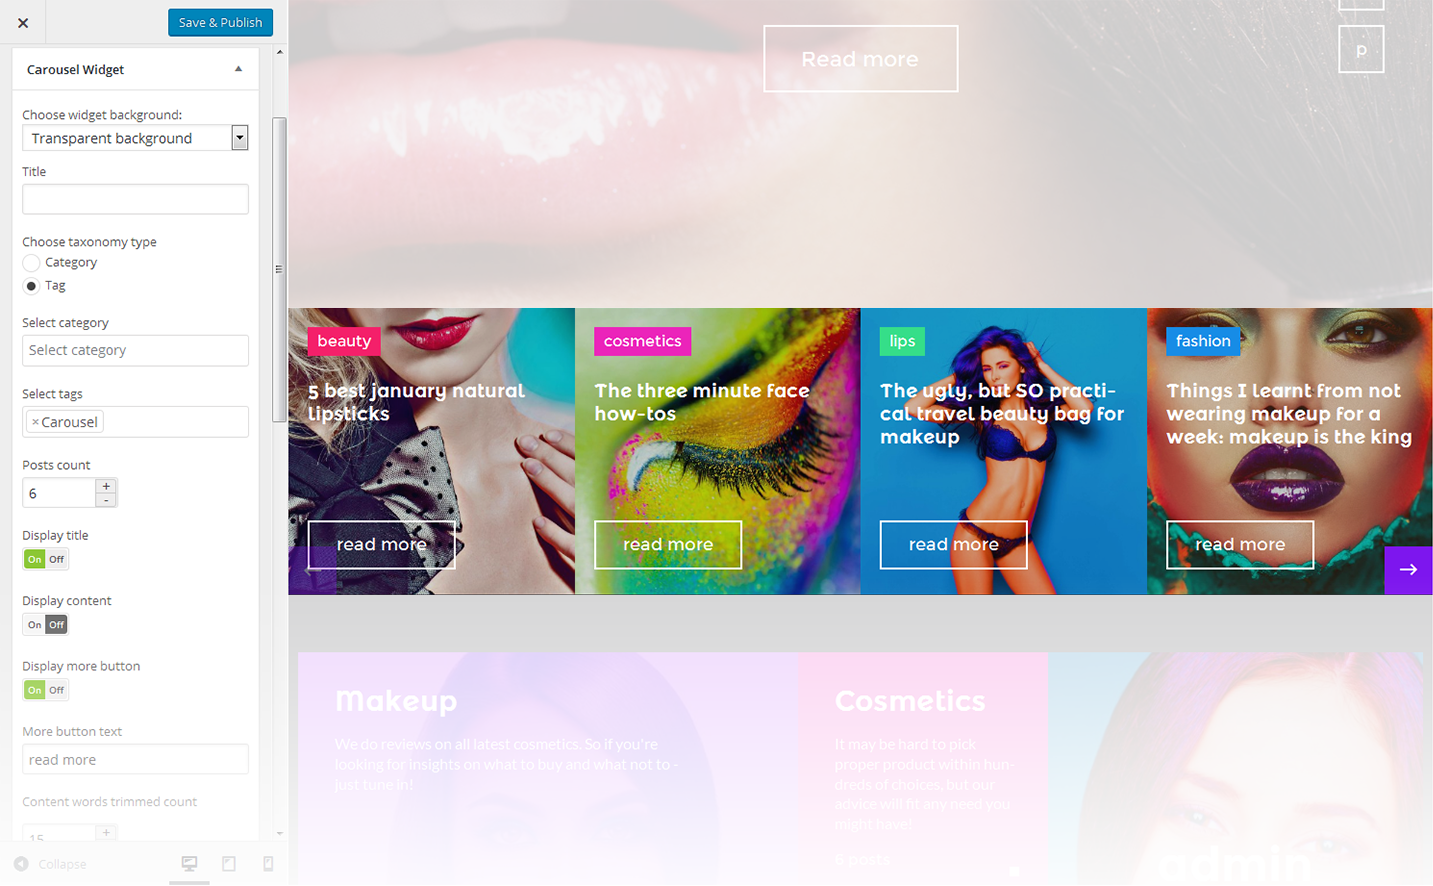 Save & Publish
Carousel Widget
Choose widget background:
Transparent background
Title
Choose taxonomy type
Category
Tag
Select category
Select category
Select tags
×Carousel
Posts count
6
+
-
Display title
On Off
Display content
On Off
Display more button
On Off
More button text
read more
Content words trimmed count
15
+
Collapse
Read more
p
beauty
5 best january natural
lipsticks
read more
cosmetics
The three minute face
how-tos
read more
lips
The ugly, but SO practi-
cal travel beauty bag for
makeup
read more
fashion
Things I learnt from not
wearing makeup for a
week: makeup is the king
read more
Makeup
We do reviews on all latest cosmetics. So if you're
looking for insights on what to buy and what not to -
just tune in!
Cosmetics
It may be hard to pick
proper product within hun-
dreds of choices, but our
advice will fit any need you
might have!
6 posts
admin